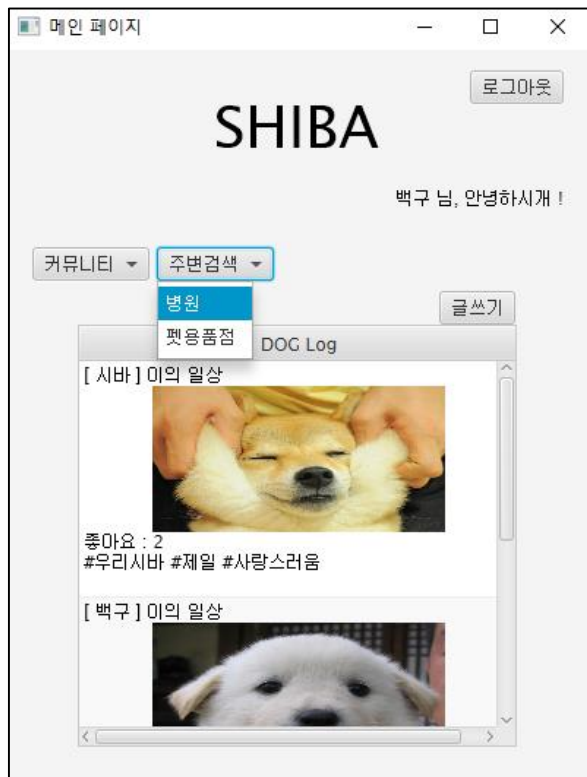 메인 페이지
로그아웃
SHIBA
백구 님, 안녕하시개 !
커뮤니티 주변검색
병원
펫용품점
글쓰기
DOG Log
[ 시바 ] 이의 일상
좋아요 : 2
#우리시바 #제일 #사랑스러움
[ 백구 ] 이의 일상